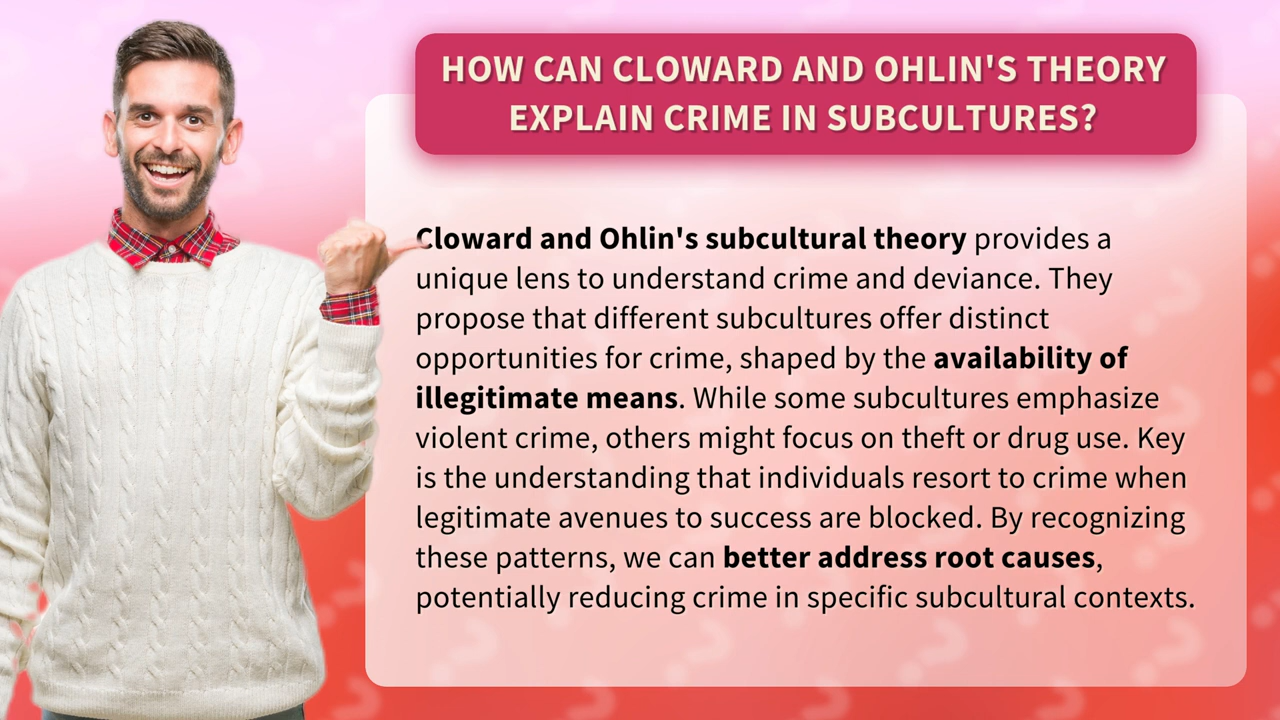 HOW CAN CLOWARD AND OHLIN'S THEORY
EXPLAIN CRIME IN SUBCULTURES?
Cloward and Ohlin's subcultural theory provides a
unique lens to understand crime and deviance. They
propose that different subcultures offer distinct
opportunities for crime, shaped by the availability of
illegitimate means. While some subcultures emphasize
violent crime, others might focus on theft or drug use. Key
is the understanding that individuals resort to crime when
legitimate avenues to success are blocked. By recognizing
these patterns, we can better address root causes,
potentially reducing crime in specific subcultural contexts.